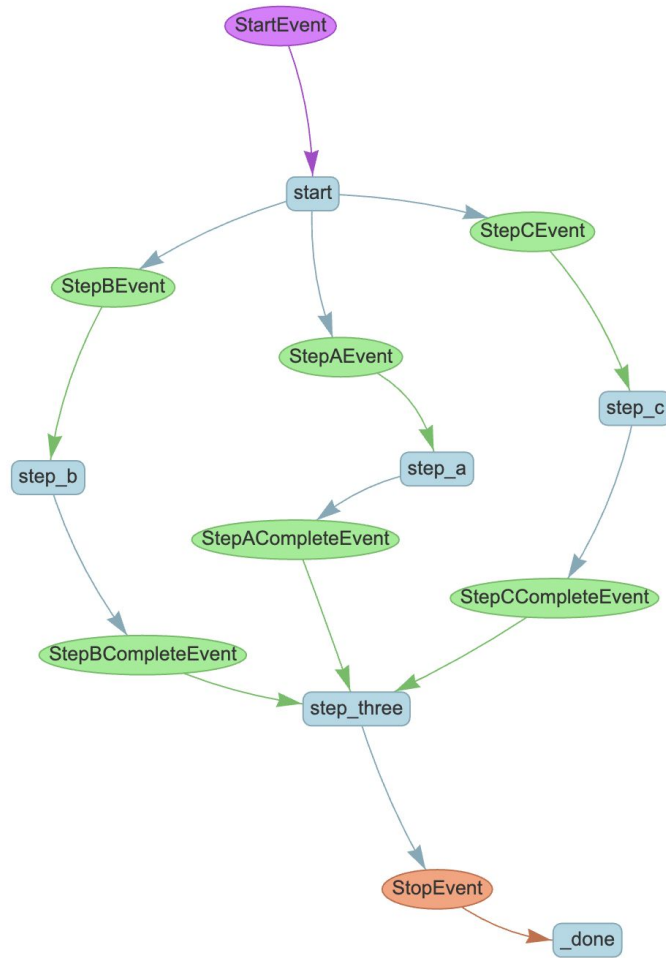 StartEvent
start
StepCEvent
StepBEvent
StepAEvent
step_c
step_a
step_b
StepACompleteEvent
StepCCompleteEvent
StepBCompleteEvent
step_three
StopEvent
_done